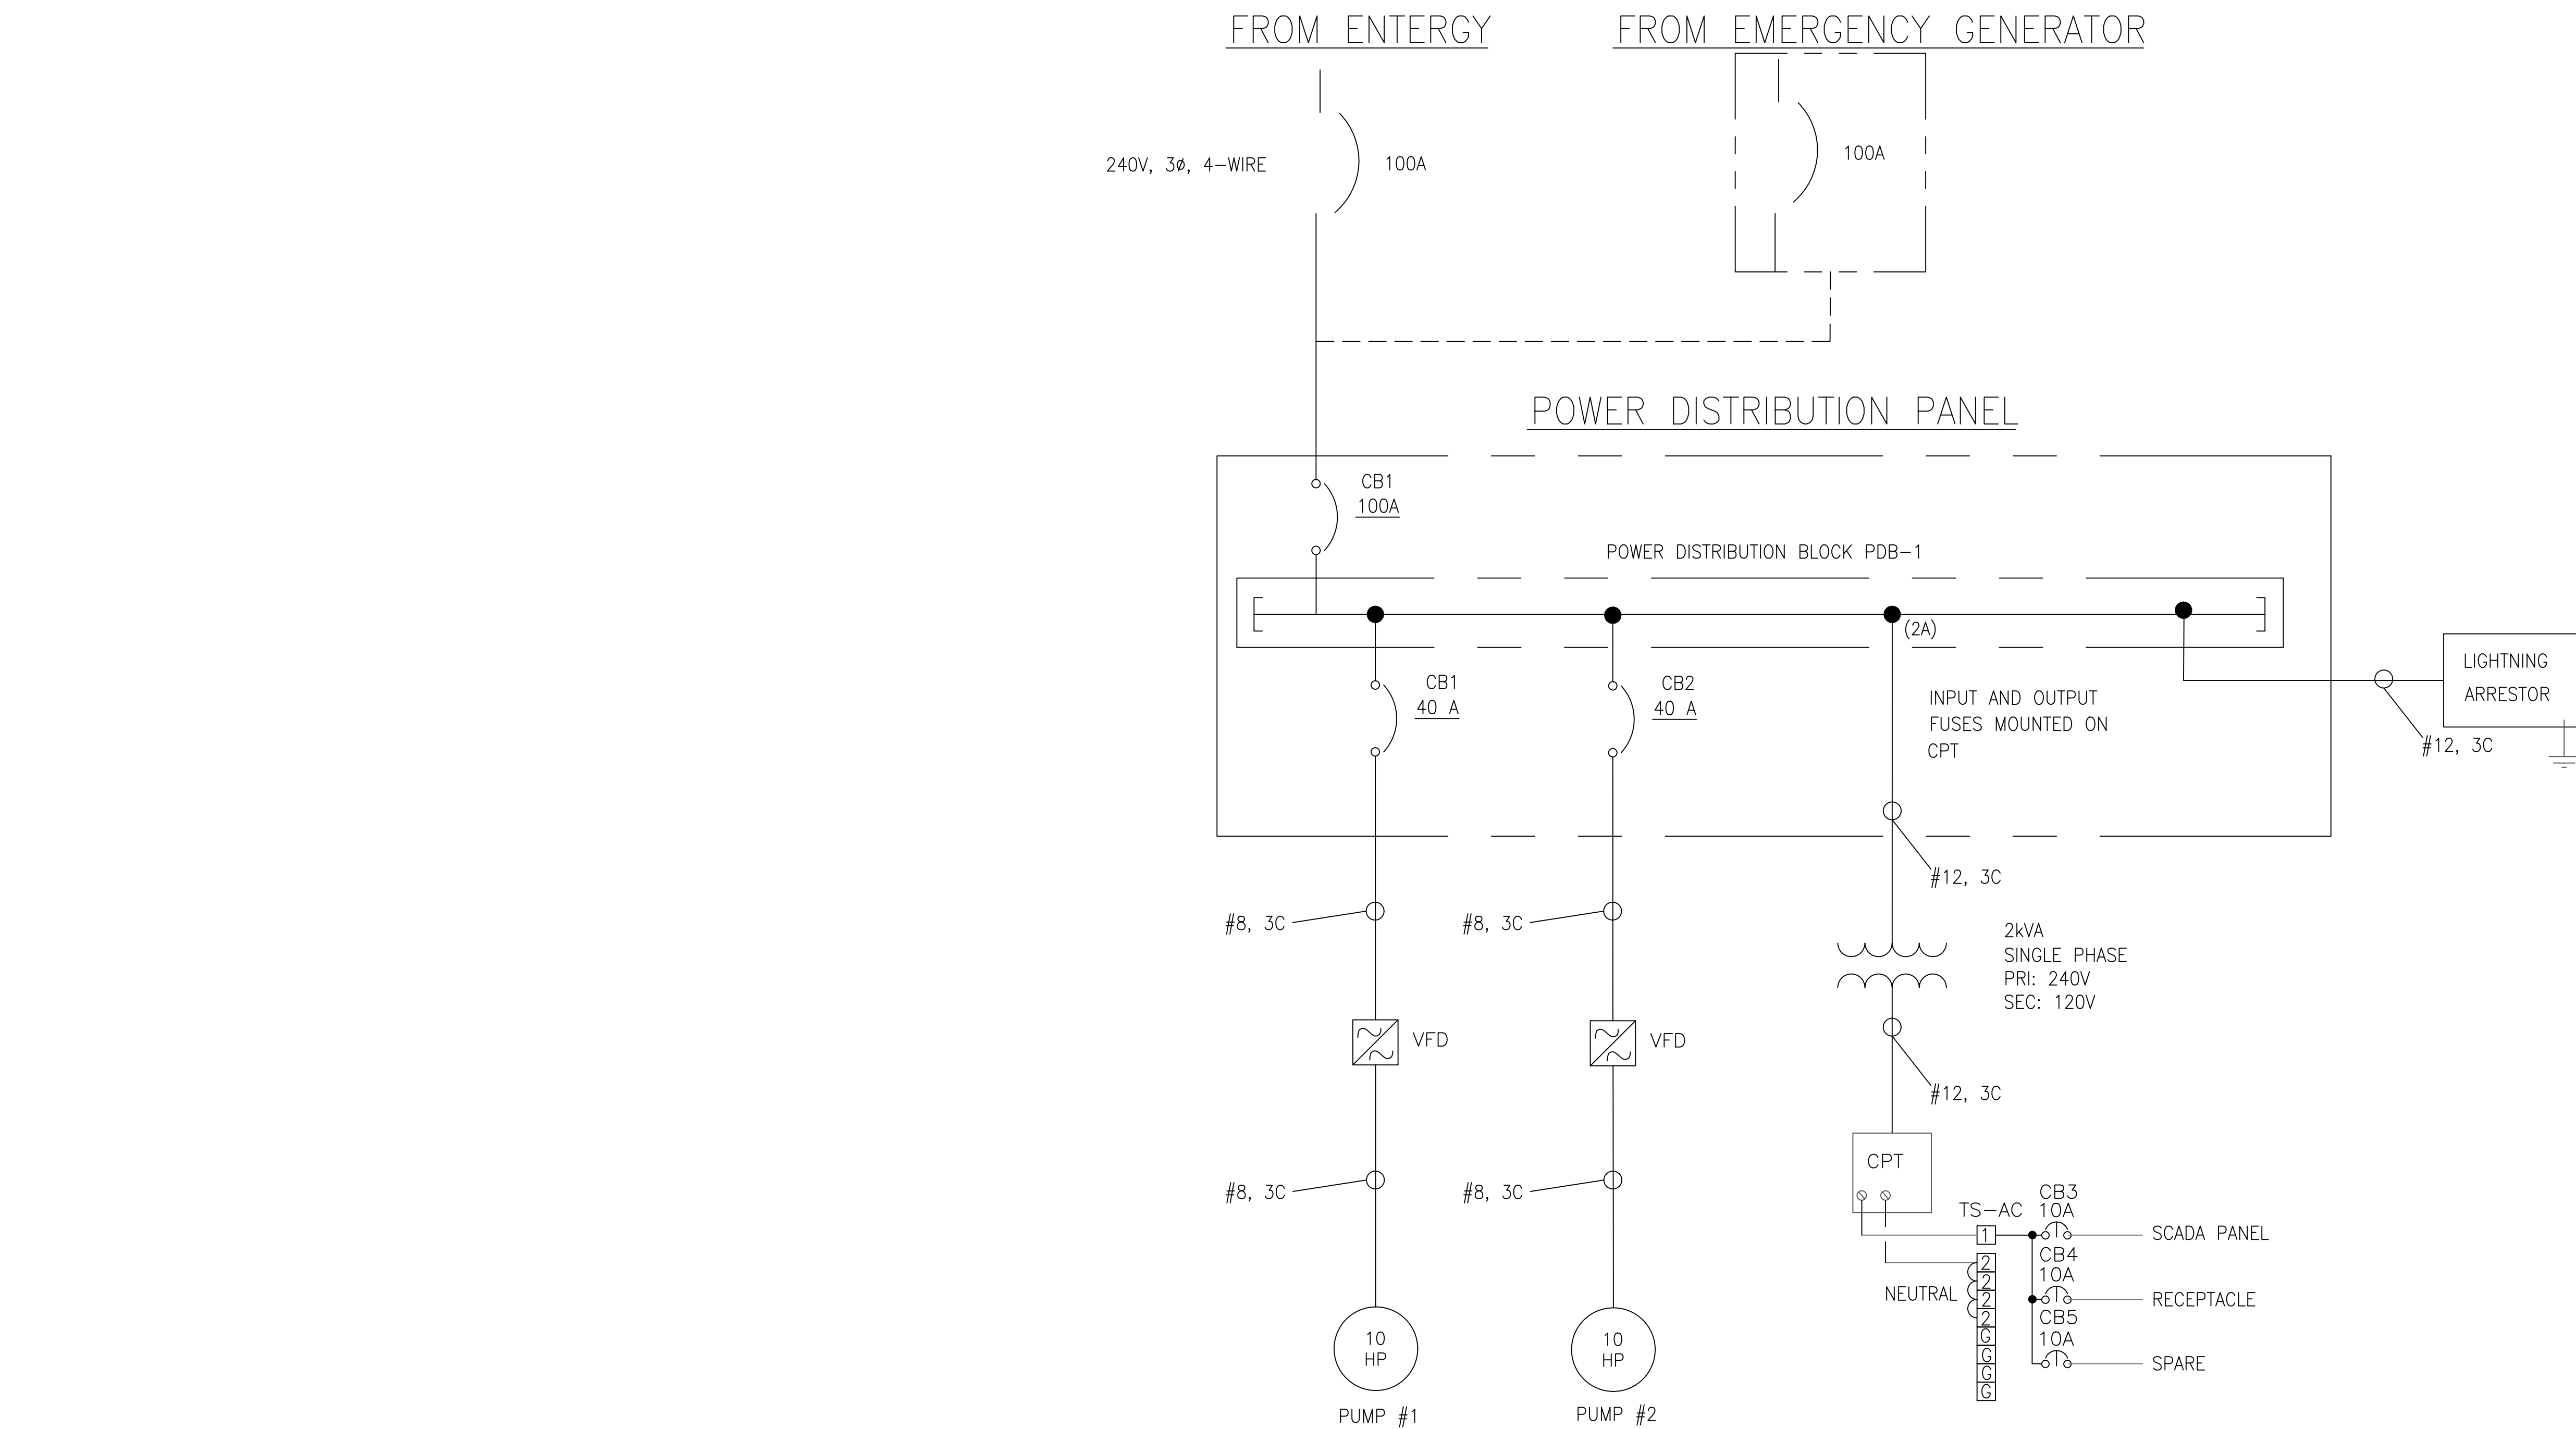 FROM ENTERGY
FROM EMERGENCY GENERATOR
240V, 3ø, 4-WIRE
100A
100A
POWER DISTRIBUTION PANEL
CB1
100A
POWER DISTRIBUTION BLOCK PDB-1
(2A)
CB1
40 A
CB2
40 A
INPUT AND OUTPUT
FUSES MOUNTED ON
CPT
LIGHTNING
ARRESTOR
#12, 3C
#12, 3C
#8, 3C
#8, 3C
2kVA
SINGLE PHASE
PRI: 240V
SEC: 120V
VFD
VFD
#12, 3C
CPT
#8, 3C
#8, 3C
TS-AC
CB3
10A
1
SCADA PANEL
CB4
10A
2
2
NEUTRAL
2
2
RECEPTACLE
CB5
10A
G
G
G
G
SPARE
10
HP
10
HP
PUMP #1
PUMP #2